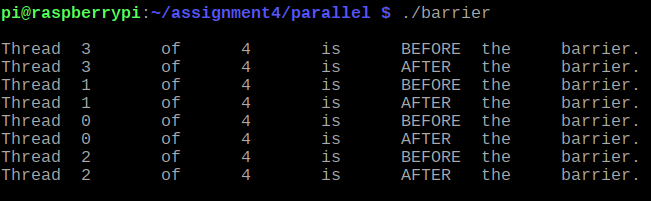 pi@raspberrypi:~/assignment4/parallel $ ./barrier
Thread 3 of 4 is BEFORE the barrier.
Thread 3 of 4 is AFTER the barrier.
Thread 1 of 4 is BEFORE the barrier.
Thread 1 of 4 is AFTER the barrier.
Thread 0 of 4 is BEFORE the barrier.
Thread 0 of 4 is AFTER the barrier.
Thread 2 of 4 is BEFORE the barrier.
Thread 2 of 4 is AFTER the barrier.